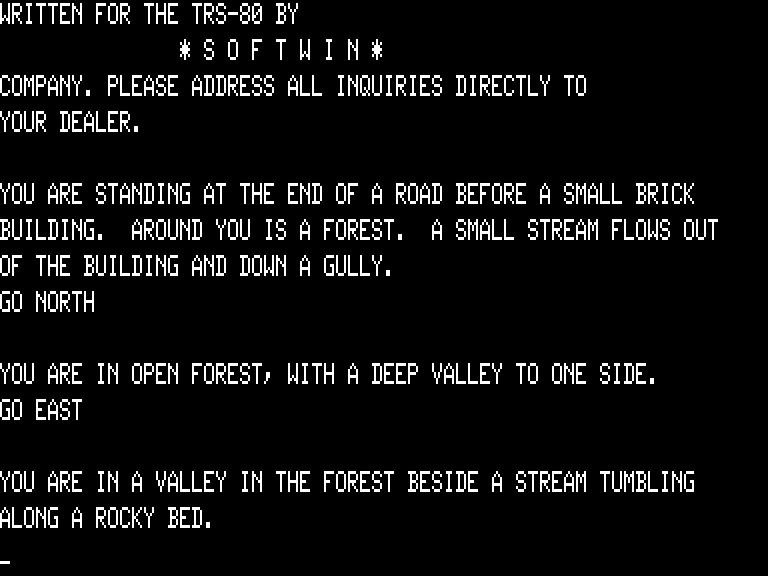 WRITTEN FOR THE TRS-80 BY
* S O F T W I N *
COMPANY. PLEASE ADDRESS ALL INQUIRIES DIRECTLY TO
YOUR DEALER.
YOU ARE STANDING AT THE END OF A ROAD BEFORE A SMALL BRICK
BUILDING.  AROUND YOU IS A FOREST.  A SMALL STREAM FLOWS OUT
OF THE BUILDING AND DOWN A GULLY.
GO NORTH
YOU ARE IN OPEN FOREST, WITH A DEEP VALLEY TO ONE SIDE.
GO EAST
YOU ARE IN A VALLEY IN THE FOREST BESIDE A STREAM TUMBLING
ALONG A ROCKY BED.
_